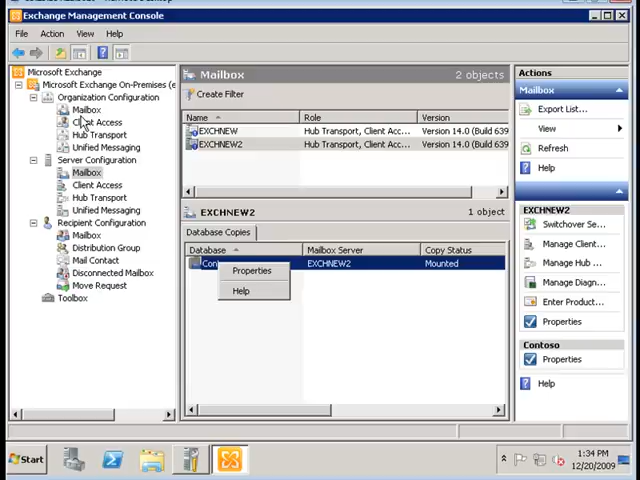 Exchange Management Console
File Action View Help
Microsoft Exchange
Microsoft Exchange On-Premises (e
Organization Configuration
Mailbox
Client Access
Hub Transport
Unified Messaging
Server Configuration
Mailbox
Client Access
Hub Transport
Unified Messaging
Recipient Configuration
Mailbox
Distribution Group
Mail Contact
Disconnected Mailbox
Move Request
Toolbox
Mailbox 2 objects
Create Filter
Name Role Version
EXCHNEW Hub Transport, Client Acc... Version 14.0 (Build 639
EXCHNEW2 Hub Transport, Client Acc... Version 14.0 (Build 639
EXCHNEW2 1 object
Database Copies
Database Mailbox Server Copy Status
Con EXCHNEW2 Mounted
Properties
Help
Actions
Mailbox
Export List...
View
Refresh
Help
EXCHNEW2
Switchover Se...
Manage Client...
Manage Hub ...
Manage Diagn...
Enter Product...
Properties
Contoso
Properties
Help
Start
1:34 PM
12/20/2009